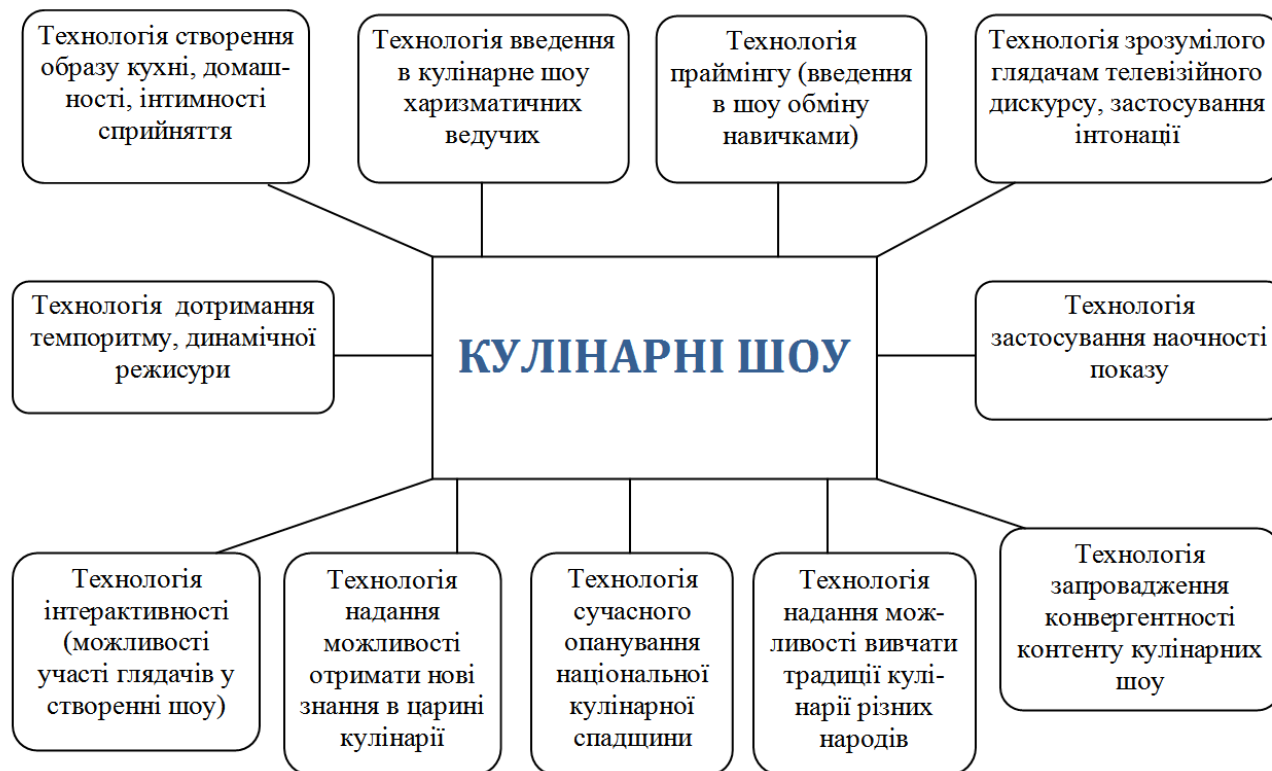 Технологія створення
образу кухні, домаш-
ності, інтимності
сприйняття
Технологія введення
в кулінарне шоу
харизматичних
ведучих
Технологія
праймінгу (введення
в шоу обміну
навичками)
Технологія зрозумілого
глядачам телевізійного
дискурсу, застосування
інтонації
Технологія дотримання
темпоритму, динамічної
режисури
КУЛІНАРНІ ШОУ
Технологія
застосування наочності
показу
Технологія
інтерактивності
(можливості
участі глядачів у
створенні шоу)
Технологія
надання
можливості
отримати нові
знання в царині
кулінарії
Технологія
сучасного
опанування
національної
кулінарної
спадщини
Технологія
надання мож-
ливості вивчати
традиції кулі-
нарії різних
народів
Технологія
запровадження
конвергентності
контенту кулінарних
шоу